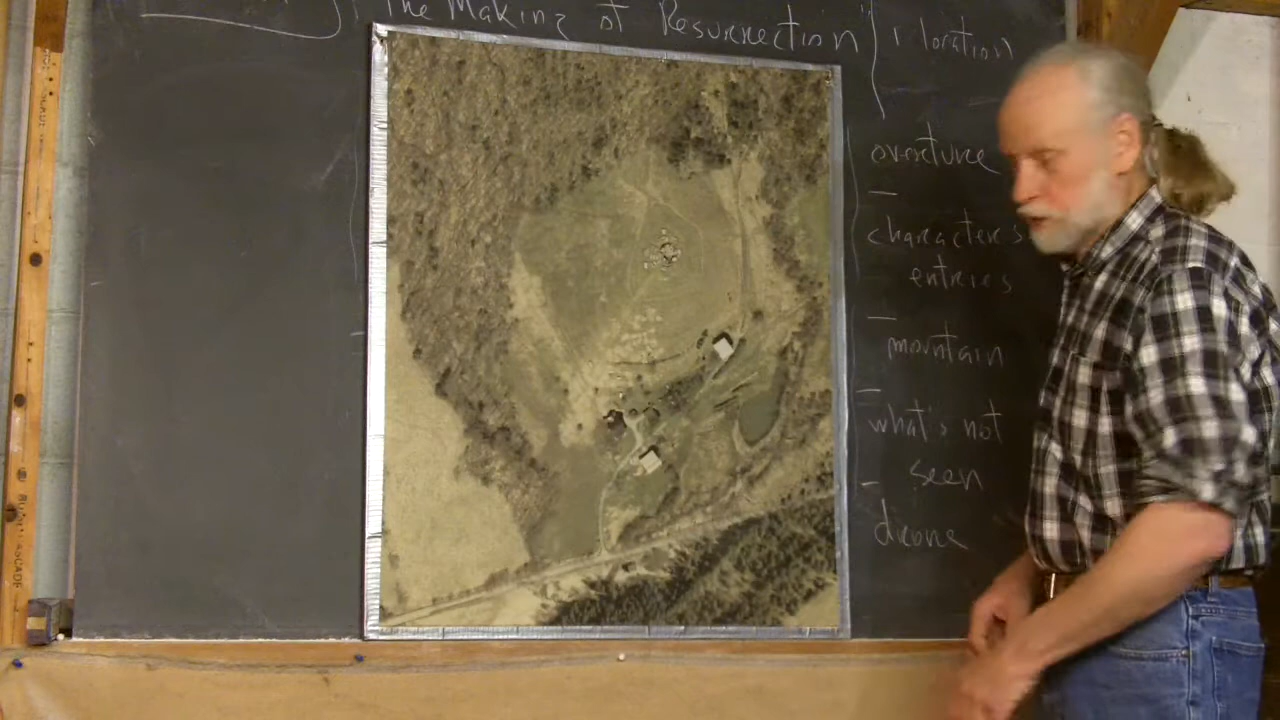 "The Making of Resurrection"
location
overture
—
characters
entries
—
mountain
—
what's not
seen
—
drone